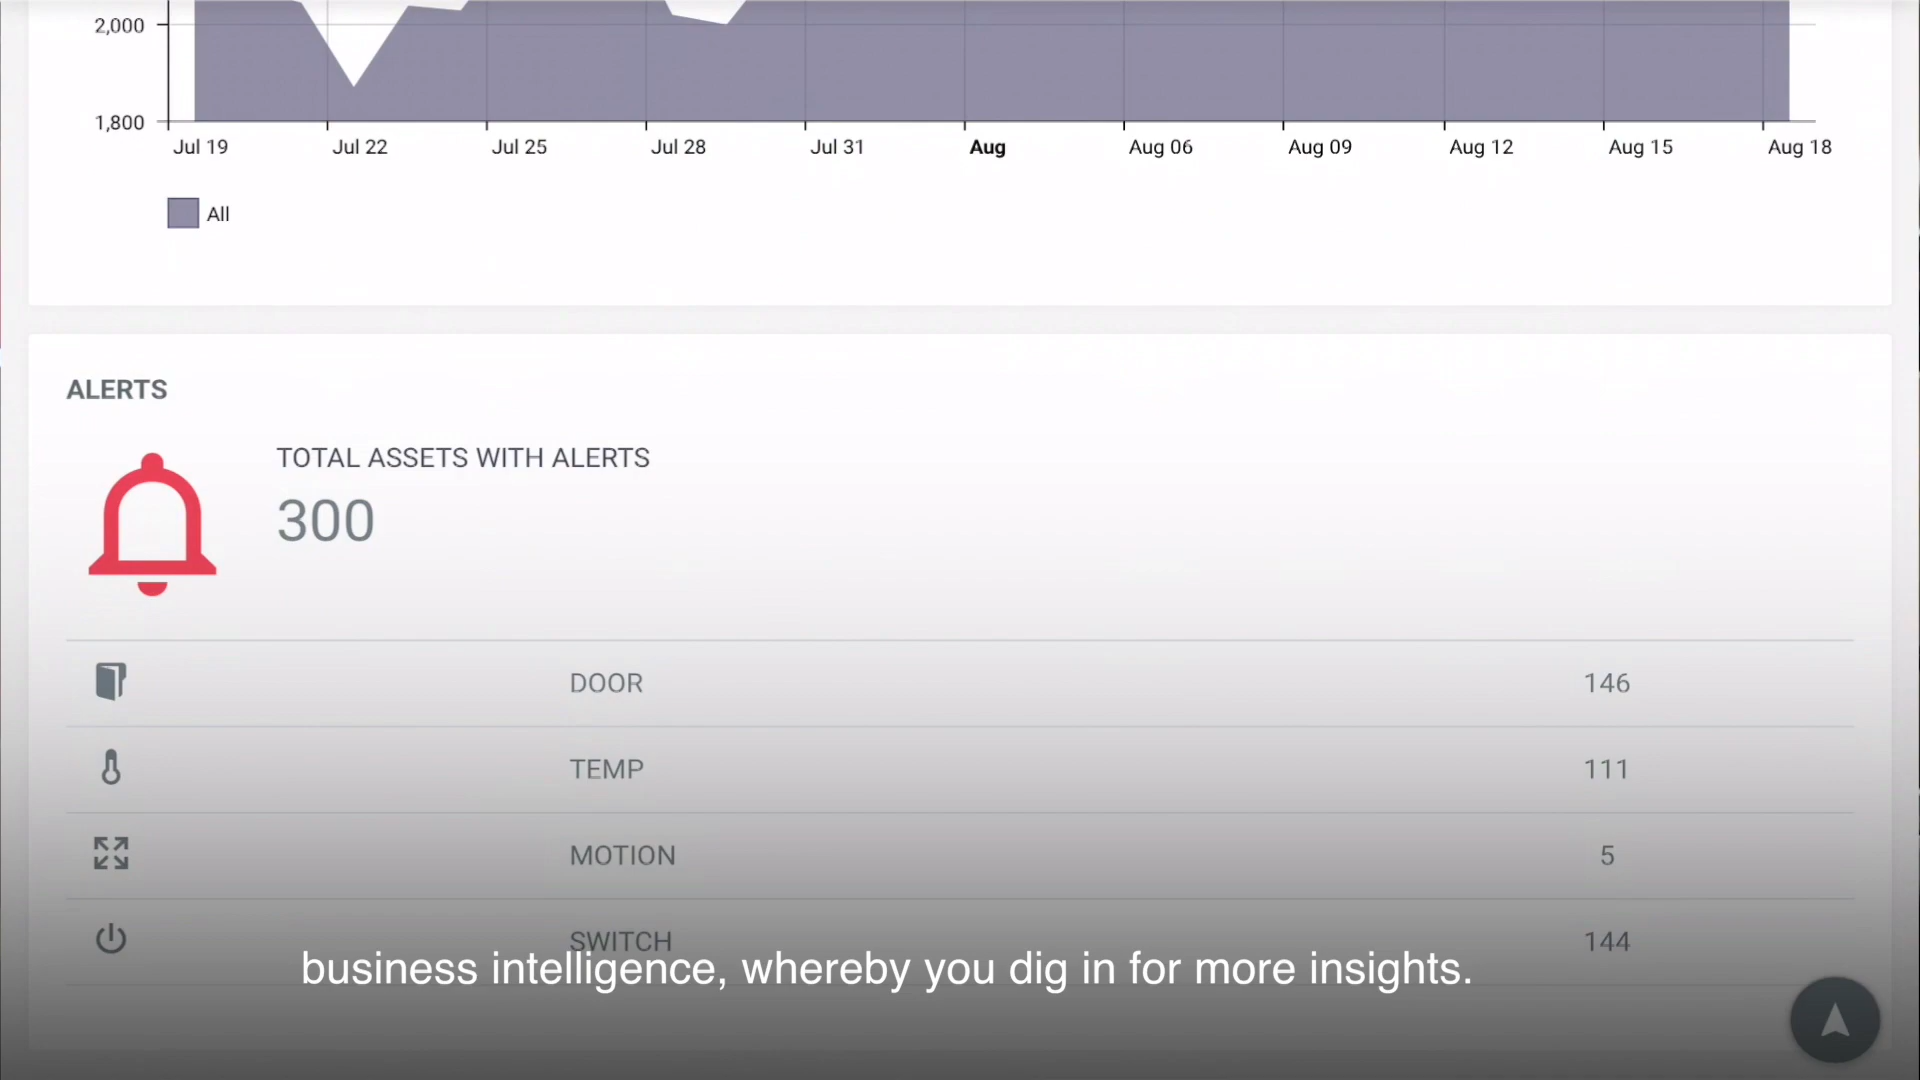 2,000
1,800
Jul 19 Jul 22 Jul 25 Jul 28 Jul 31 Aug Aug 06 Aug 09 Aug 12 Aug 15 Aug 18
All
ALERTS
TOTAL ASSETS WITH ALERTS
300
DOOR 146
TEMP 111
MOTION 5
SWITCH 144
business intelligence, whereby you dig in for more insights.